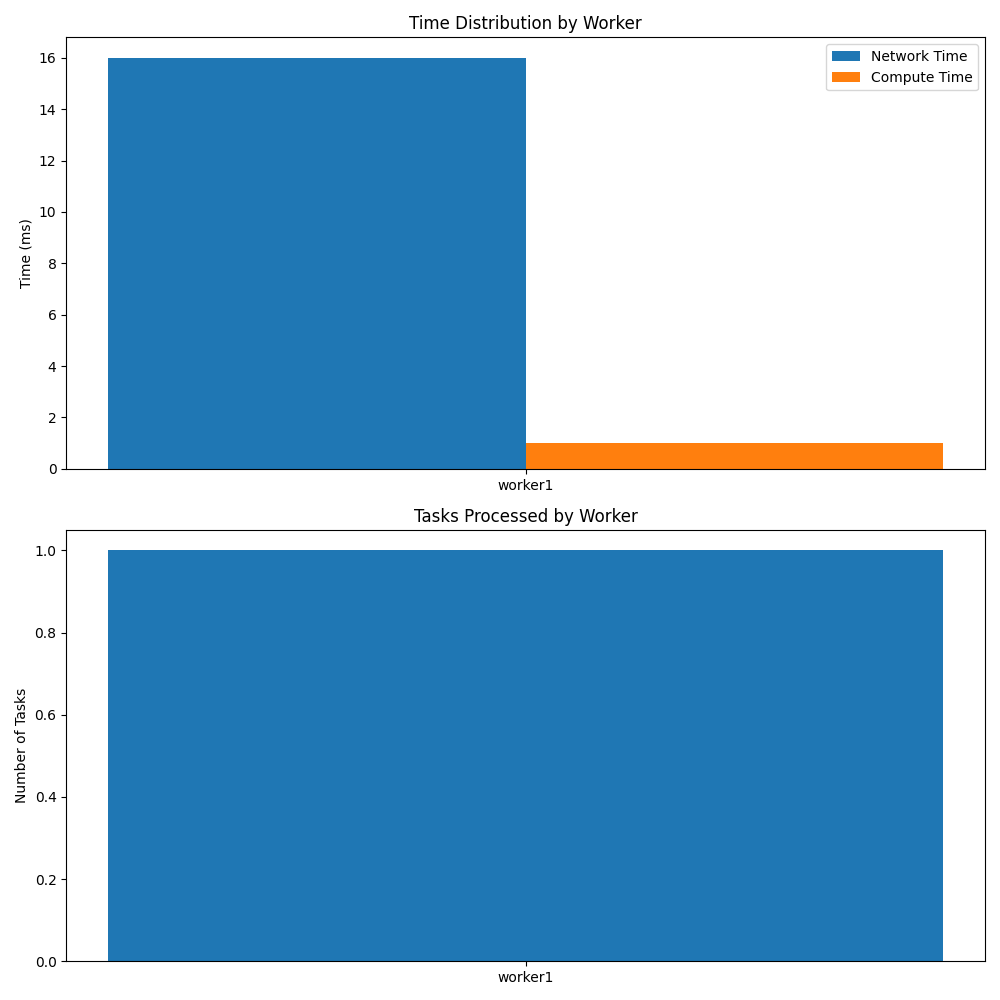 Time Distribution by Worker
Network Time
Compute Time
Time (ms)
16
14
12
10
8
6
4
2
0
worker1
Tasks Processed by Worker
Number of Tasks
1.0
0.8
0.6
0.4
0.2
0.0
worker1